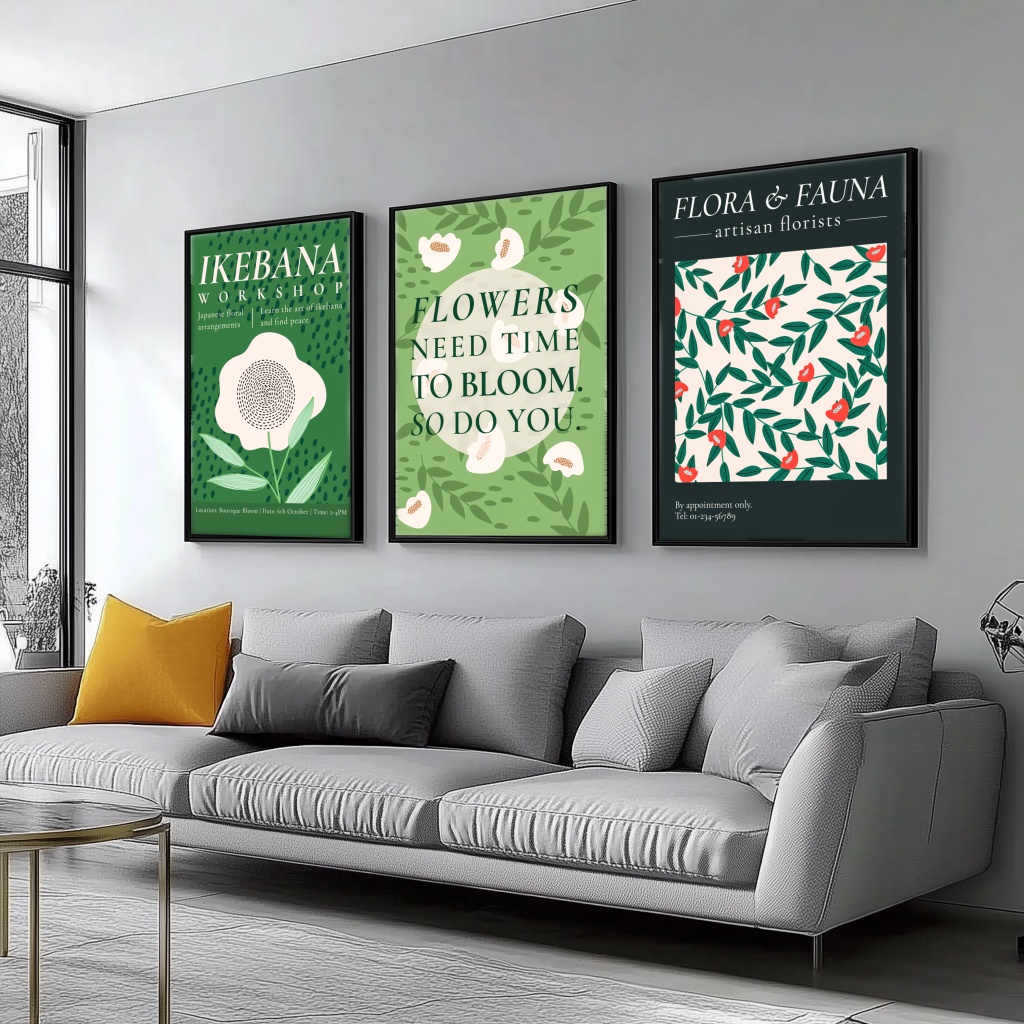 IKEBANA
WORKSHOP
Japanese floral
arrangements
Learn the art of ikebana
and find peace.
Location: Boutique Bloom | Date: 6th October | Time: 2-4PM
FLOWERS
NEED TIME
TO BLOOM.
SO DO YOU.
FLORA & FAUNA
artisan florists
By appointment only.
Tel: 01-234-56789